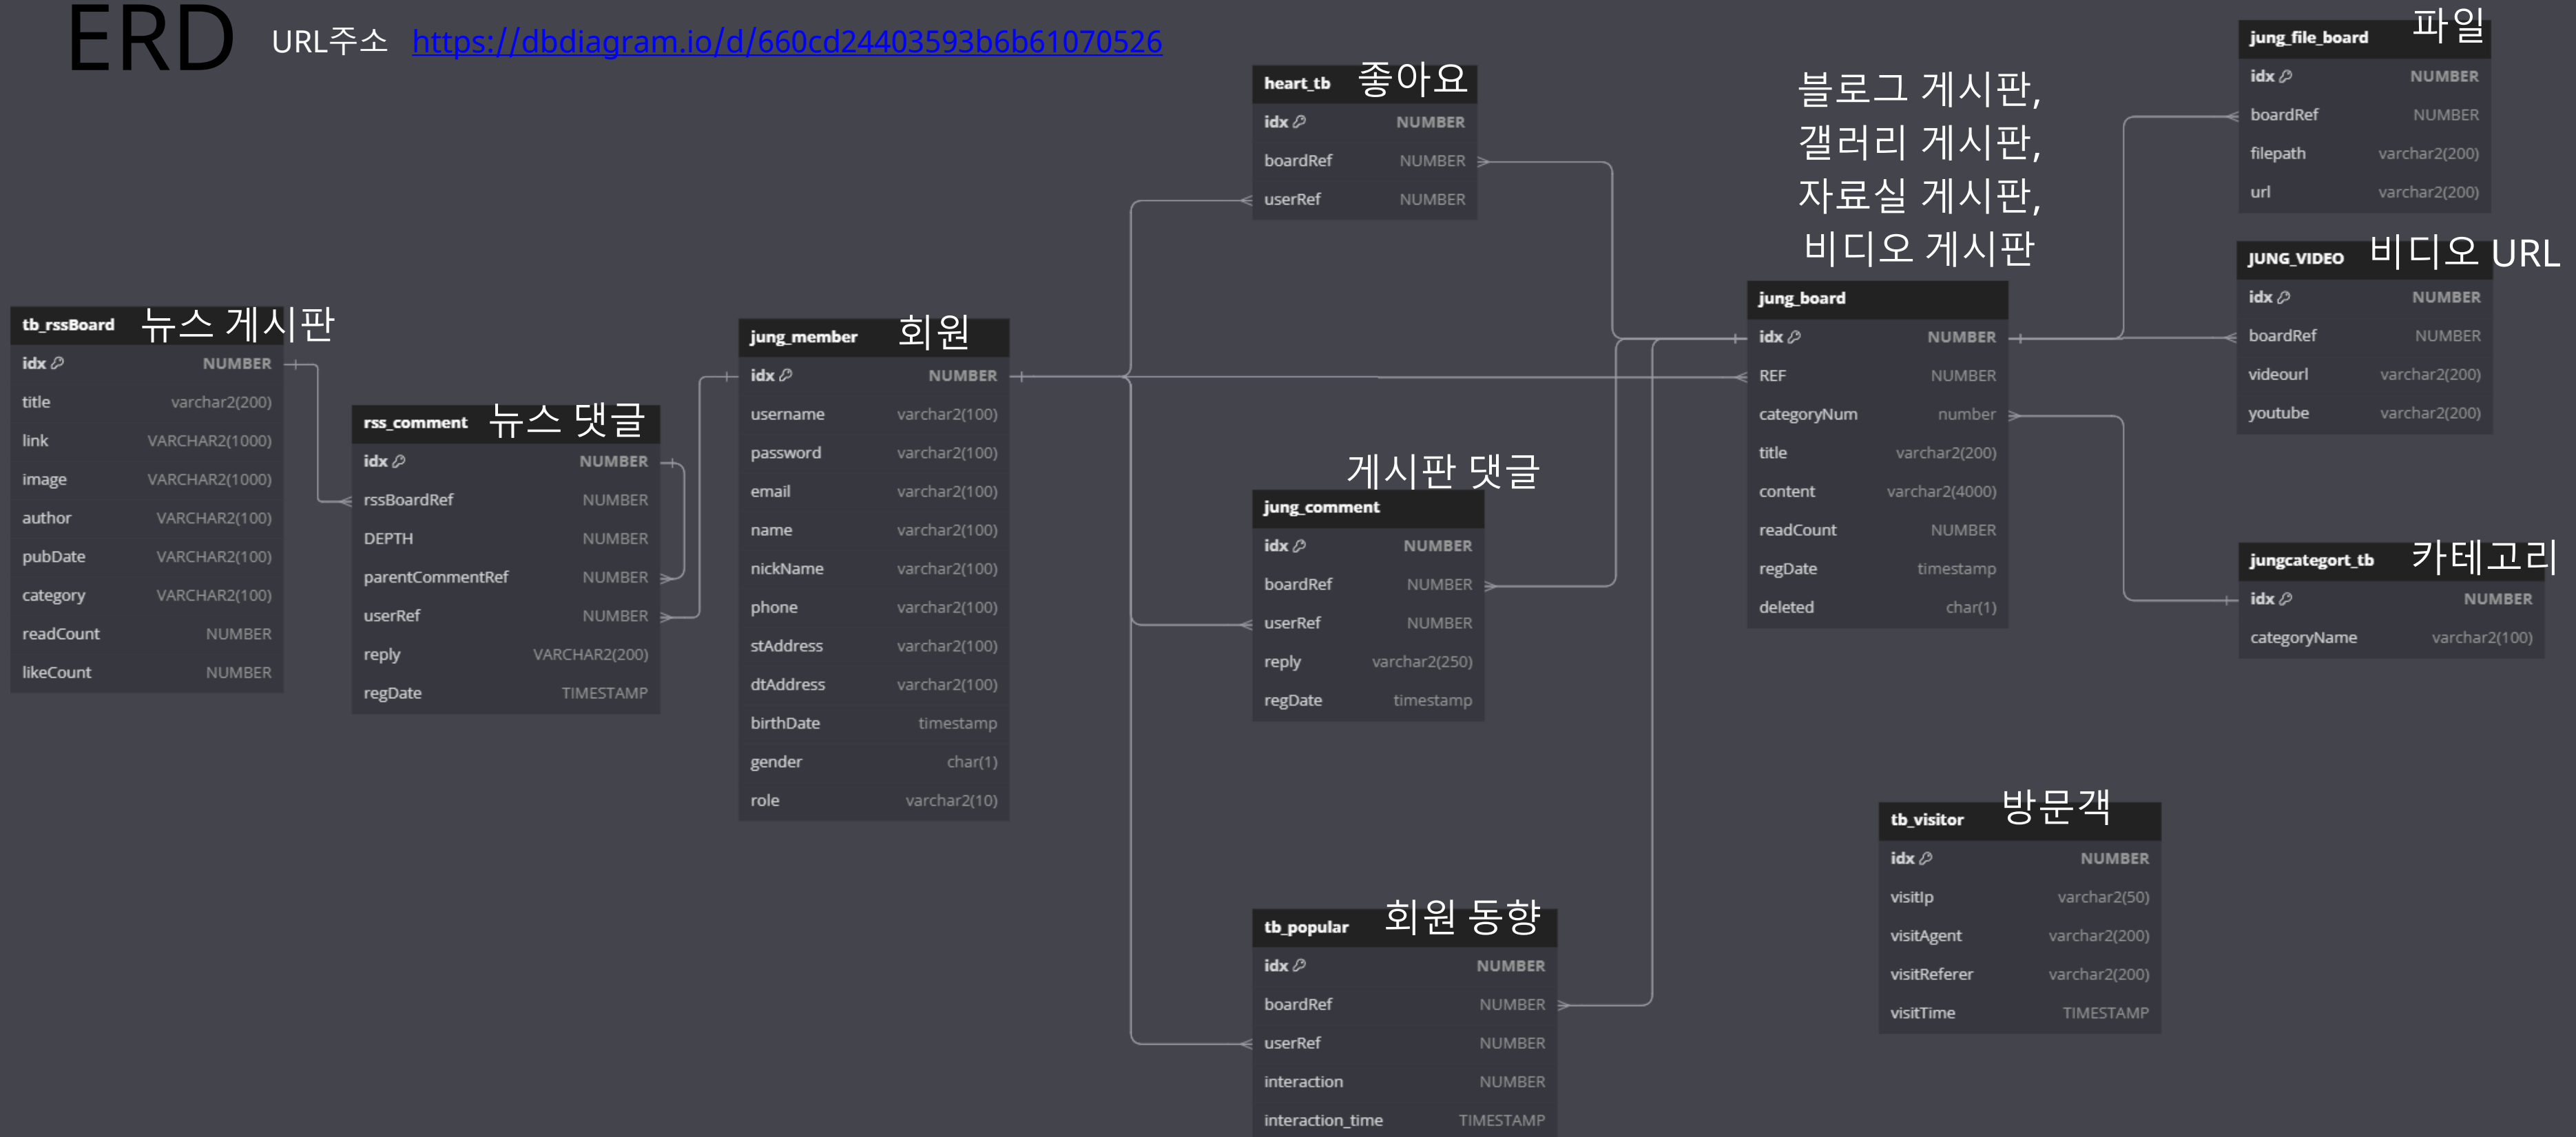 ERD URL주소 https://dbdiagram.io/d/660cd24403593b6b61070526
tb_rssBoard 뉴스 게시판
idx NUMBER
title varchar2(200)
link VARCHAR2(1000)
image VARCHAR2(1000)
author VARCHAR2(100)
pubDate VARCHAR2(100)
category VARCHAR2(100)
readCount NUMBER
likeCount NUMBER
rss_comment 뉴스 댓글
idx NUMBER
rssBoardRef NUMBER
DEPTH NUMBER
parentCommentRef NUMBER
userRef NUMBER
reply VARCHAR2(200)
regDate TIMESTAMP
jung_member 회원
idx NUMBER
username varchar2(100)
password varchar2(100)
email varchar2(100)
name varchar2(100)
nickName varchar2(100)
phone varchar2(100)
stAddress varchar2(100)
dtAddress varchar2(100)
birthDate timestamp
gender char(1)
role varchar2(10)
heart_tb 좋아요
idx NUMBER
boardRef NUMBER
userRef NUMBER
게시판 댓글
jung_comment
idx NUMBER
boardRef NUMBER
userRef NUMBER
reply varchar2(250)
regDate timestamp
tb_popular 회원 동향
idx NUMBER
boardRef NUMBER
userRef NUMBER
interaction NUMBER
interaction_time TIMESTAMP
블로그 게시판,
갤러리 게시판,
자료실 게시판,
비디오 게시판
jung_board
idx NUMBER
REF NUMBER
categoryNum number
title varchar2(200)
content varchar2(4000)
readCount NUMBER
regDate timestamp
deleted char(1)
tb_visitor 방문객
idx NUMBER
visitIp varchar2(50)
visitAgent varchar2(200)
visitReferer varchar2(200)
visitTime TIMESTAMP
jung_file_board 파일
idx NUMBER
boardRef NUMBER
filepath varchar2(200)
url varchar2(200)
JUNG_VIDEO 비디오 URL
idx NUMBER
boardRef NUMBER
videourl varchar2(200)
youtube varchar2(200)
jungcategort_tb 카테고리
idx NUMBER
categoryName varchar2(100)